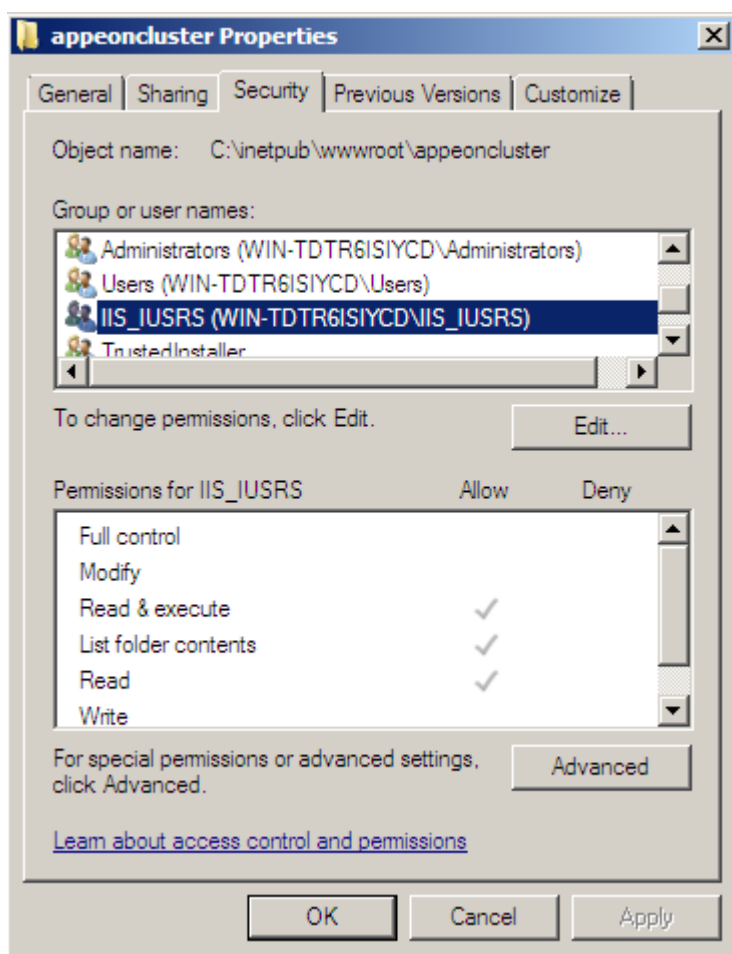 appeoncluster Properties
General Sharing Security Previous Versions Customize
Object name: C:\inetpub\wwwroot\appeoncluster
Group or user names:
Administrators (WIN-TDTR6ISIYCD\Administrators)
Users (WIN-TDTR6ISIYCD\Users)
IIS_IUSRS (WIN-TDTR6ISIYCD\IIS_IUSRS)
TrustedInstaller
To change permissions, click Edit.
Edit...
Permissions for IIS_IUSRS Allow Deny
Full control
Modify
Read & execute
List folder contents
Read
Write
For special permissions or advanced settings,
click Advanced.
Advanced
Learn about access control and permissions
OK Cancel Apply